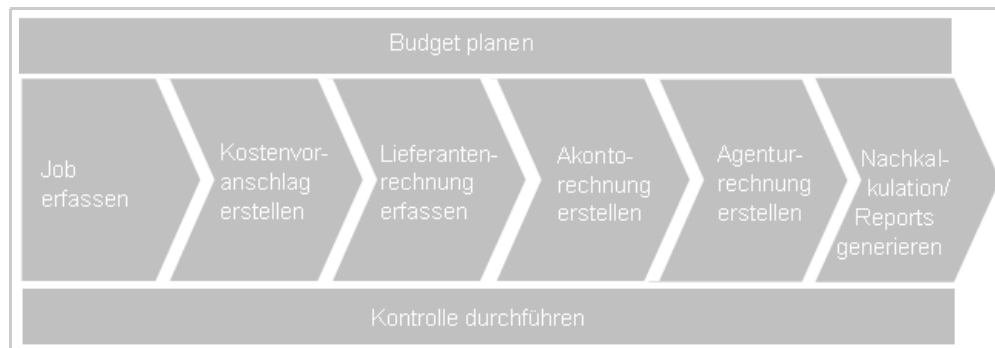 Budget planen
Job
erfassen
Kostenvor-
anschlag
erstellen
Lieferanten-
rechnung
erfassen
Akonto-
rechnung
erstellen
Agentur-
rechnung
erstellen
Nachkal-
kulation/
Reports
generieren
Kontrolle durchführen